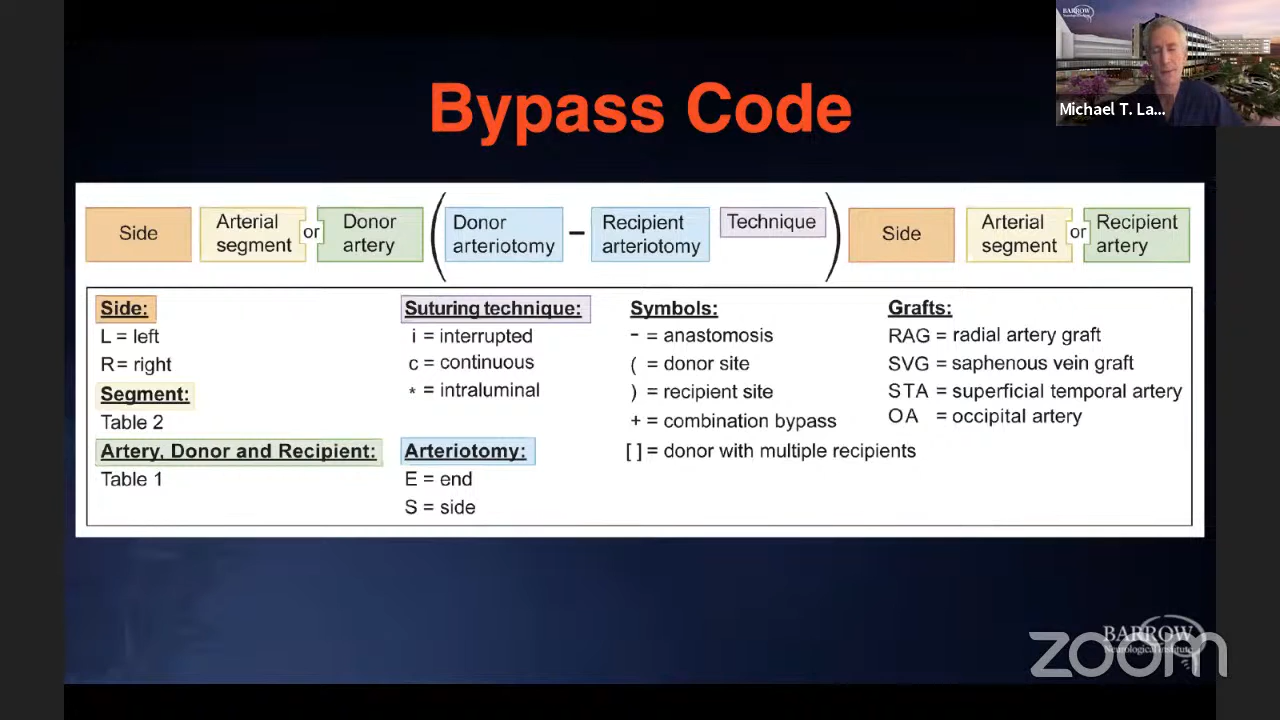 BARROW
Michael T. La...
Bypass Code
Side
Arterial segment
or
Donor artery
(
Donor arteriotomy
-
Recipient arteriotomy
Technique
)
Side
Arterial segment
or
Recipient artery
Side:
L = left
R = right
Segment:
Table 2
Artery, Donor and Recipient:
Table 1
Suturing technique:
i = interrupted
c = continuous
* = intraluminal
Arteriotomy:
E = end
S = side
Symbols:
- = anastomosis
( = donor site
) = recipient site
+ = combination bypass
[ ] = donor with multiple recipients
Grafts:
RAG = radial artery graft
SVG = saphenous vein graft
STA = superficial temporal artery
OA = occipital artery
BARROW
Neurological Institute
zoom